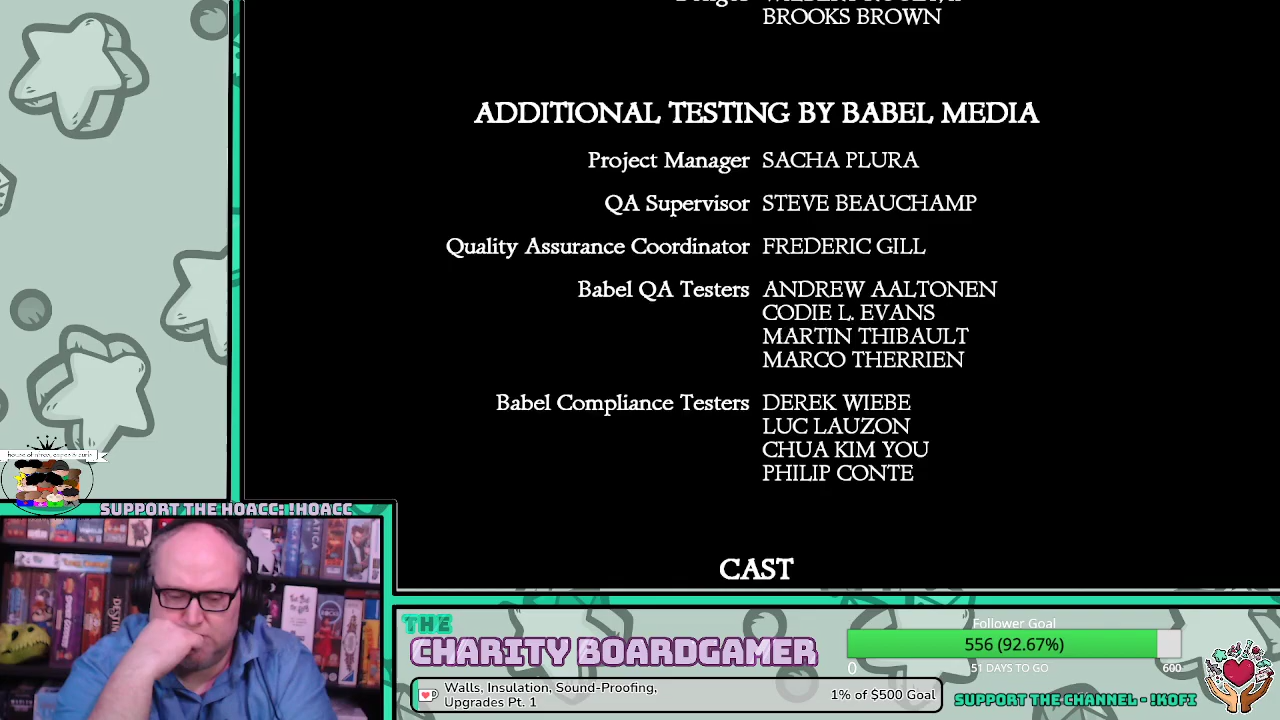 BROOKS BROWN
ADDITIONAL TESTING BY BABEL MEDIA
Project Manager SACHA PLURA
QA Supervisor STEVE BEAUCHAMP
Quality Assurance Coordinator FREDERIC GILL
Babel QA Testers ANDREW AALTONEN
CODIE L. EVANS
MARTIN THIBAULT
MARCO THERRIEN
Babel Compliance Testers DEREK WIEBE
LUC LAUZON
CHUA KIM YOU
PHILIP CONTE
CAST
SUPPORT THE HOACC: !HOACC
THE
CHARITY BOARDGAMER
Walls, Insulation, Sound-Proofing,
Upgrades Pt. 1
1% of $500 Goal
Follower Goal
556 (92.67%)
0 51 DAYS TO GO 600
SUPPORT THE CHANNEL - !KOFI